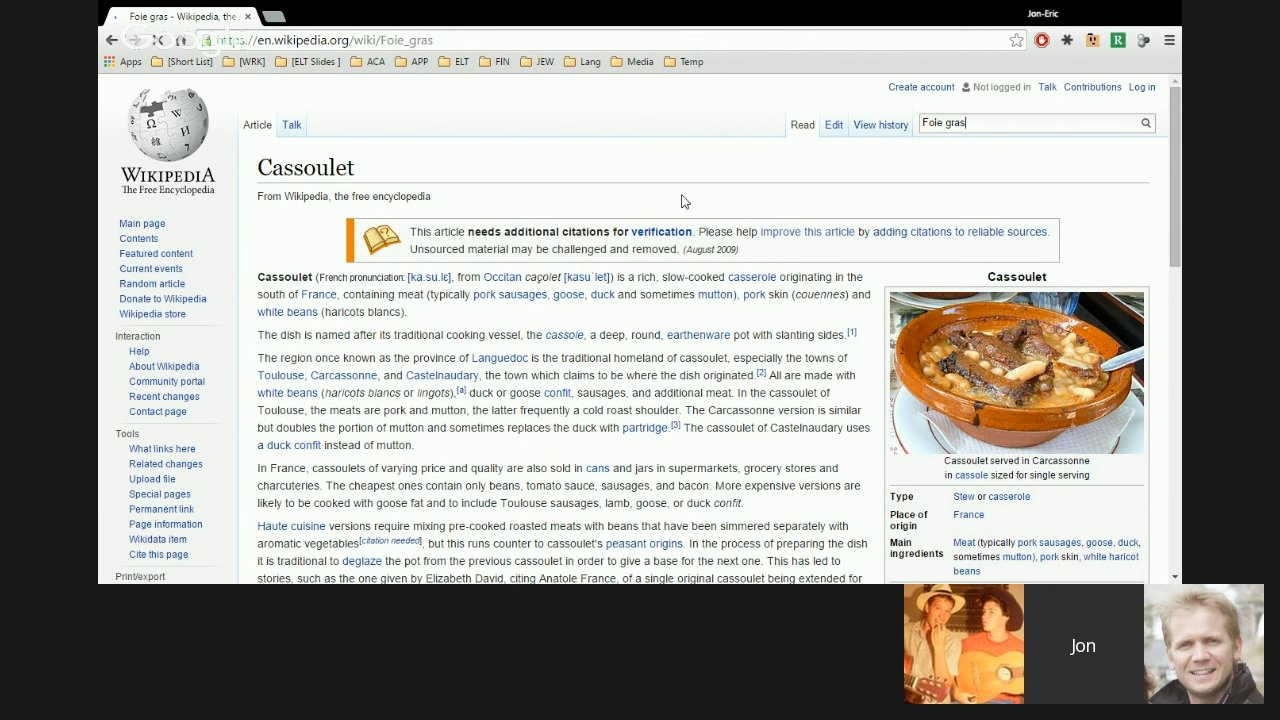 Foie gras - Wikipedia, the
Jon-Eric
Google
https://en.wikipedia.org/wiki/Foie_gras
Apps [Short List] [WRK] [ELT Slides ] ACA APP ELT FIN JEW Lang Media Temp
Create account Not logged in Talk Contributions Log in
Article Talk Read Edit View history Foie gras
WIKIPEDIA
The Free Encyclopedia
Main page
Contents
Featured content
Current events
Random article
Donate to Wikipedia
Wikipedia store
Interaction
Help
About Wikipedia
Community portal
Recent changes
Contact page
Tools
What links here
Related changes
Upload file
Special pages
Permanent link
Page information
Wikidata item
Cite this page
Print/export
Cassoulet
From Wikipedia, the free encyclopedia
This article needs additional citations for verification. Please help improve this article by adding citations to reliable sources.
Unsourced material may be challenged and removed. (August 2009)
Cassoulet (French pronunciation: [ka.su.lɛ], from Occitan caçolet [kasuˈlet]) is a rich, slow-cooked casserole originating in the
south of France, containing meat (typically pork sausages, goose, duck and sometimes mutton), pork skin (couennes) and
white beans (haricots blancs).
The dish is named after its traditional cooking vessel, the cassole, a deep, round, earthenware pot with slanting sides.[1]
The region once known as the province of Languedoc is the traditional homeland of cassoulet, especially the towns of
Toulouse, Carcassonne, and Castelnaudary, the town which claims to be where the dish originated.[2] All are made with
white beans (haricots blancs or lingots),[a] duck or goose confit, sausages, and additional meat. In the cassoulet of
Toulouse, the meats are pork and mutton, the latter frequently a cold roast shoulder. The Carcassonne version is similar
but doubles the portion of mutton and sometimes replaces the duck with partridge.[3] The cassoulet of Castelnaudary uses
a duck confit instead of mutton.
In France, cassoulets of varying price and quality are also sold in cans and jars in supermarkets, grocery stores and
charcuteries. The cheapest ones contain only beans, tomato sauce, sausages, and bacon. More expensive versions are
likely to be cooked with goose fat and to include Toulouse sausages, lamb, goose, or duck confit.
Haute cuisine versions require mixing pre-cooked roasted meats with beans that have been simmered separately with
aromatic vegetables[citation needed], but this runs counter to cassoulet's peasant origins. In the process of preparing the dish
it is traditional to deglaze the pot from the previous cassoulet in order to give a base for the next one. This has led to
stories, such as the one given by Elizabeth David, citing Anatole France, of a single original cassoulet being extended for
Cassoulet
Cassoulet served in Carcassonne
in cassole sized for single serving
Type Stew or casserole
Place of origin France
Main ingredients Meat (typically pork sausages, goose, duck,
sometimes mutton), pork skin, white haricot
beans
Jon